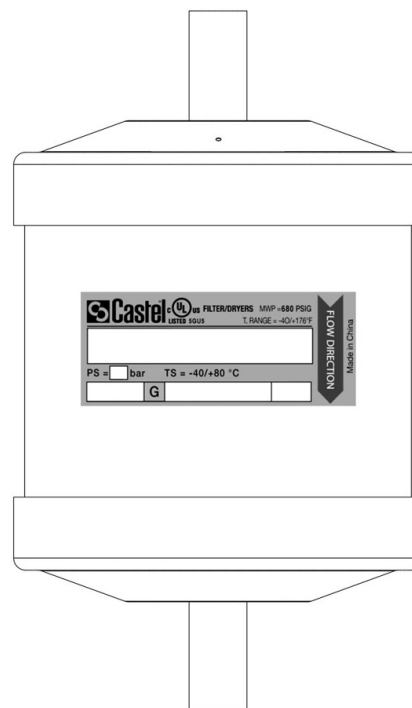 Castel c UL us FILTER/DRYERS MWP =680 PSIG
LISTED SGU5 T. RANGE = -40/+176°F
PS = bar TS = -40/+80 °C
G
FLOW DIRECTION
Made in China